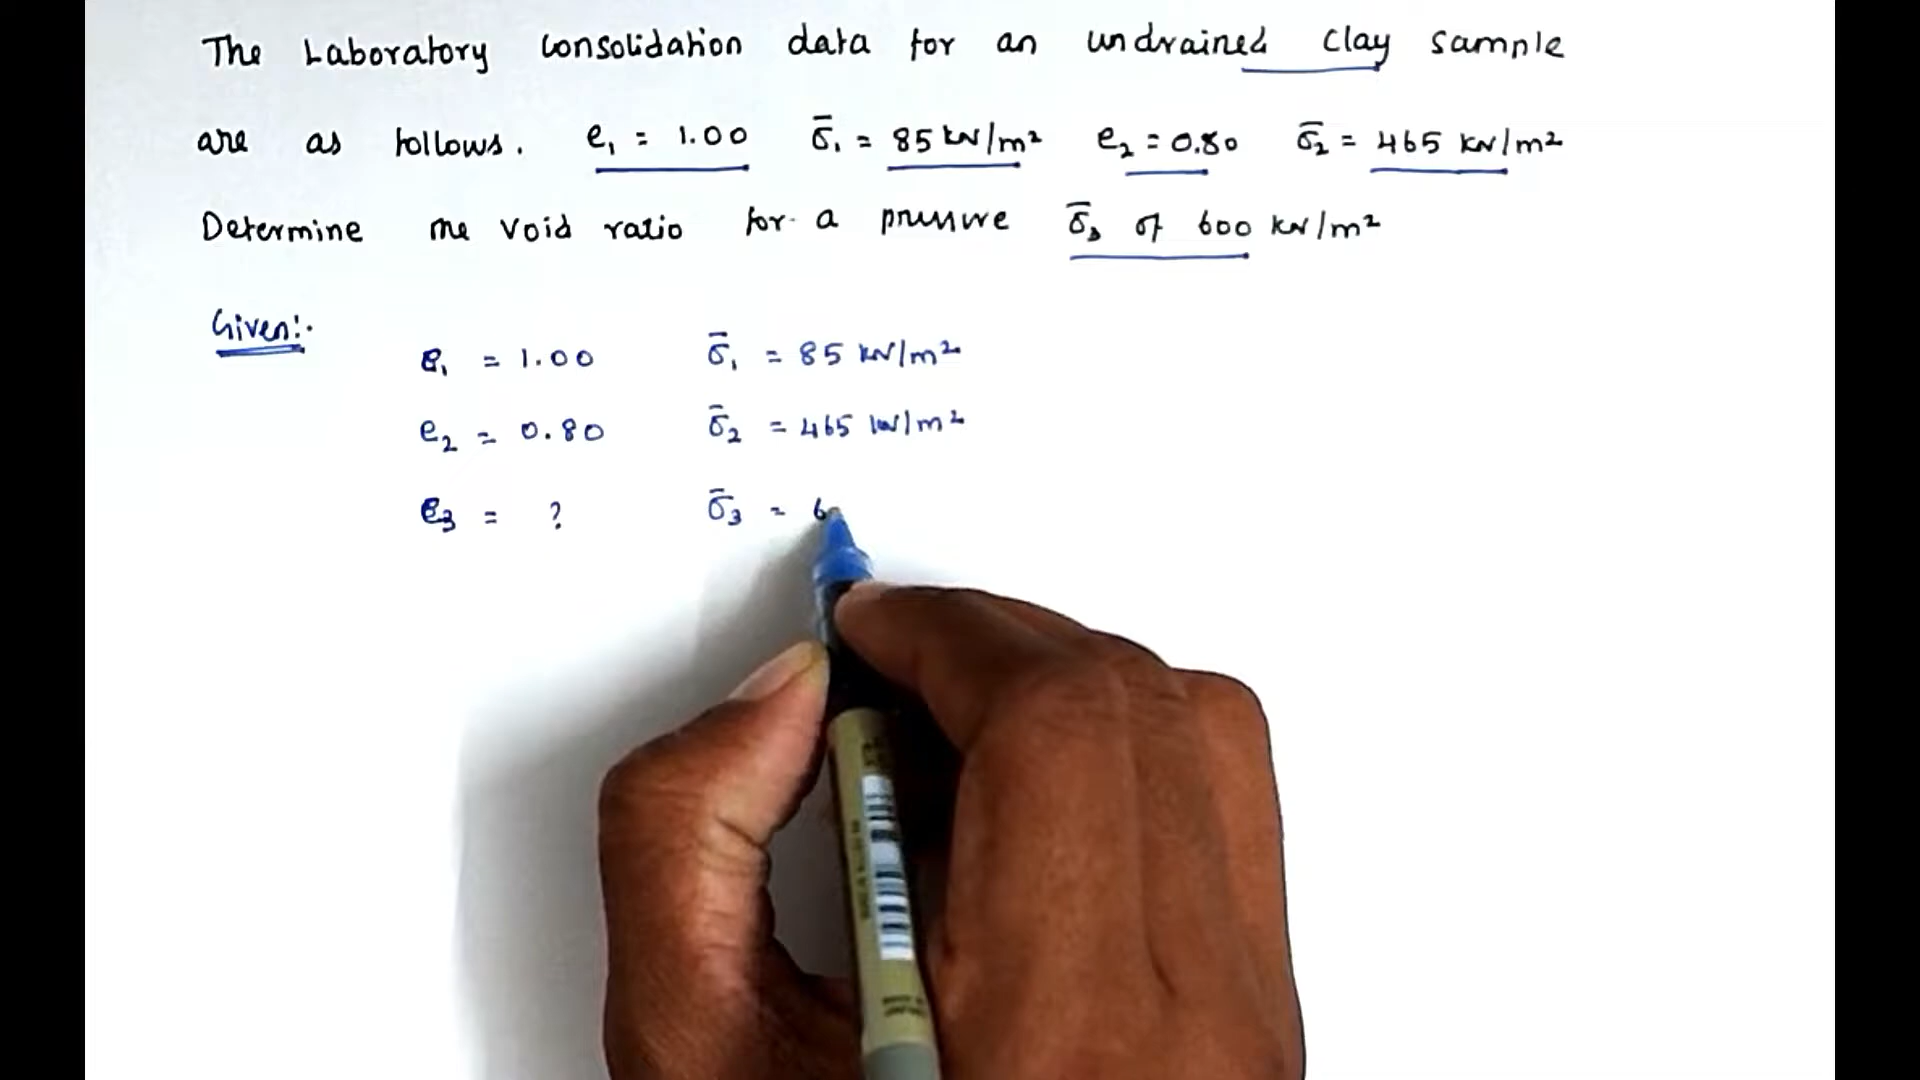 The Laboratory consolidation data for an undrained clay sample
are as follows. e₁ = 1.00 σ̄₁ = 85 kN/m² e₂ = 0.80 σ̄₂ = 465 kN/m²
Determine the void ratio for a pressure σ̄₃ of 600 kN/m²
Given:-
e₁ = 1.00 σ̄₁ = 85 kN/m²
e₂ = 0.80 σ̄₂ = 465 kN/m²
e₃ = ? σ̄₃ = 6